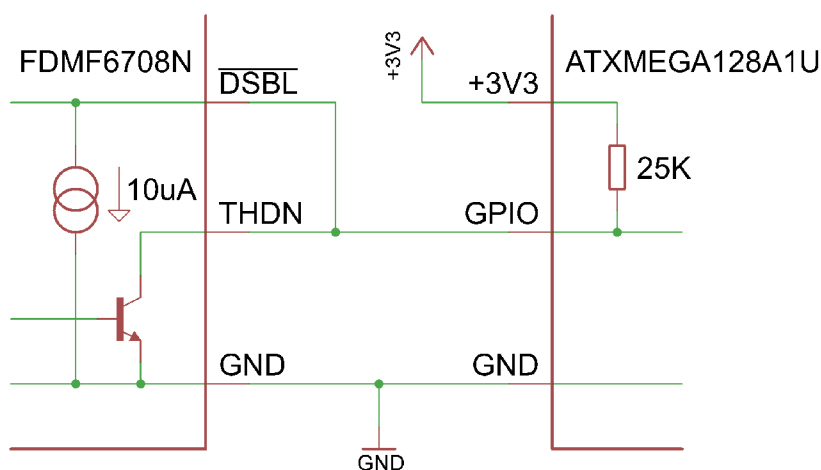 FDMF6708N
DSBL
+3V3
+3V3
ATXMEGA128A1U
10uA
25K
THDN
GPIO
GND
GND
GND